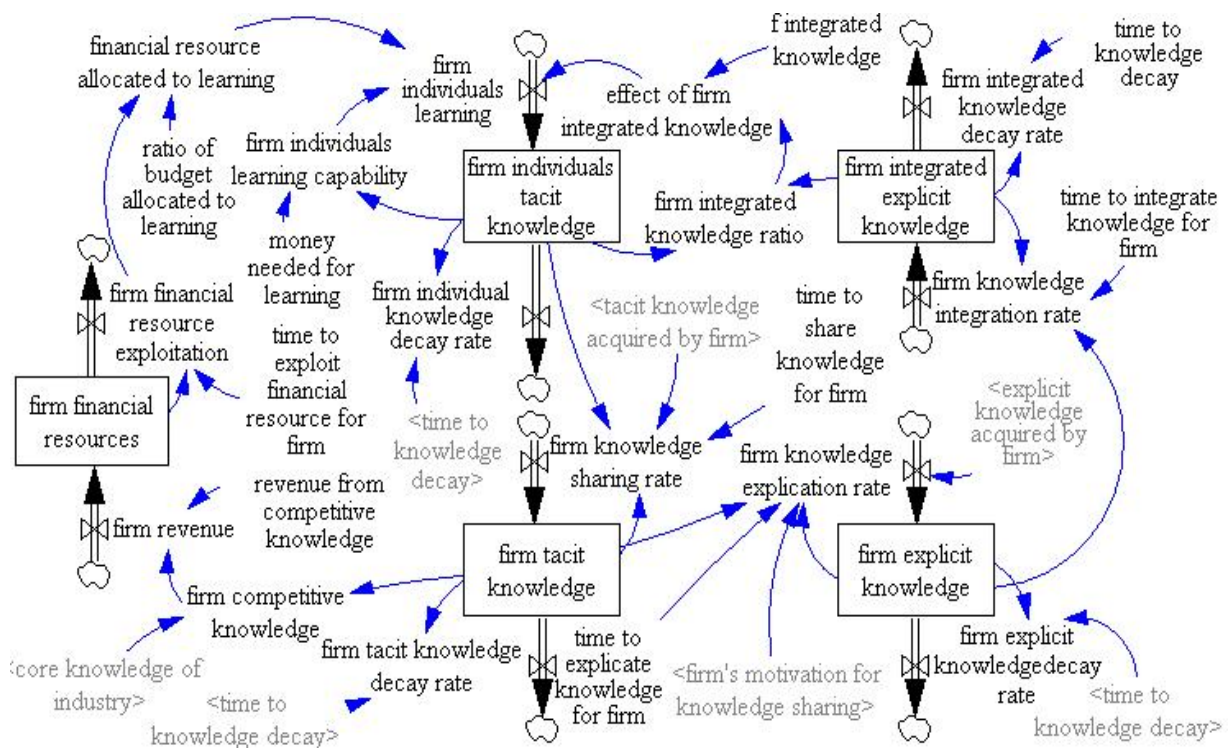 financial resource
allocated to learning
firm
individuals
learning
f integrated
knowledge
effect of firm
integrated knowledge
time to
knowledge
decay
firm integrated
knowledge
decay rate
ratio of
budget
allocated to
learning
firm individuals
learning capability
firm individuals
tacit
knowledge
firm integrated
explicit
knowledge
firm integrated
knowledge ratio
time to integrate
knowledge for
firm
money
needed for
learning
firm individual
knowledge
decay rate
firm knowledge
integration rate
firm financial
resource
exploitation
<tacit knowledge
acquired by firm>
time to
share
knowledge
for firm
time to
exploit
financial
resource for
firm
firm financial
resources
<time to
knowledge
decay>
<explicit
knowledge
acquired by
firm>
firm knowledge
sharing rate
firm knowledge
explication rate
revenue from
competitive
knowledge
firm revenue
firm tacit
knowledge
firm explicit
knowledge
firm competitive
knowledge
firm tacit knowledge
decay rate
time to
explicate
knowledge
for firm
<firm's motivation for
knowledge sharing>
firm explicit
knowledgedecay
rate
<core knowledge of
industry>
<time to
knowledge decay>
<time to
knowledge decay>